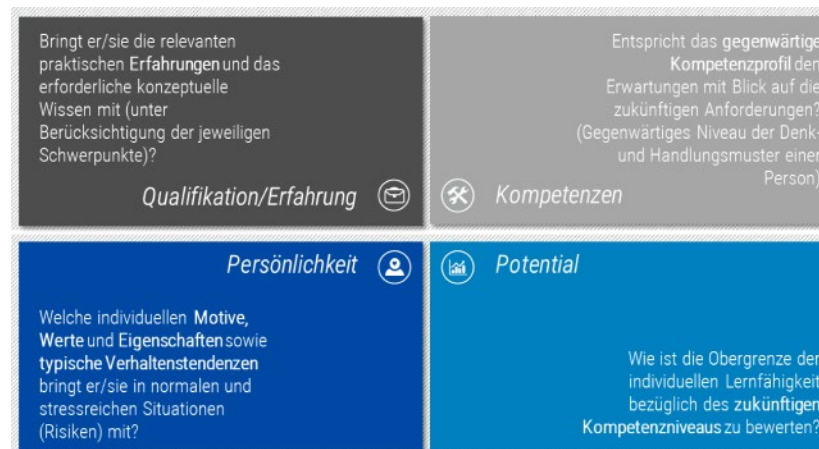 Bringt er/sie die relevanten
praktischen Erfahrungen und das
erforderliche konzeptuelle
Wissen mit (unter
Berücksichtigung der jeweiligen
Schwerpunkte)?
Qualifikation/Erfahrung
Entspricht das gegenwärtige
Kompetenzprofil den
Erwartungen mit Blick auf die
zukünftigen Anforderungen?
(Gegenwärtiges Niveau der Denk-
und Handlungsmuster einer
Person)
Kompetenzen
Persönlichkeit
Welche individuellen Motive,
Werte und Eigenschaften sowie
typische Verhaltenstendenzen
bringt er/sie in normalen und
stressreichen Situationen
(Risiken) mit?
Potential
Wie ist die Obergrenze der
individuellen Lernfähigkeit
bezüglich des zukünftigen
Kompetenzniveaus zu bewerten?